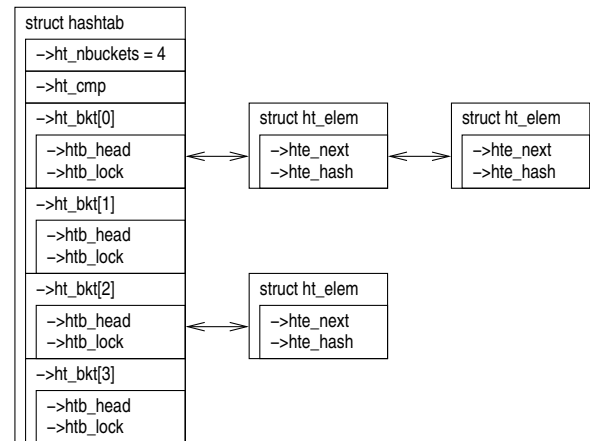 struct hashtab
−>ht_nbuckets = 4
−>ht_cmp
−>ht_bkt[0]
−>htb_head
−>htb_lock
struct ht_elem
−>hte_next
−>hte_hash
struct ht_elem
−>hte_next
−>hte_hash
−>ht_bkt[1]
−>htb_head
−>htb_lock
−>ht_bkt[2]
−>htb_head
−>htb_lock
struct ht_elem
−>hte_next
−>hte_hash
−>ht_bkt[3]
−>htb_head
−>htb_lock